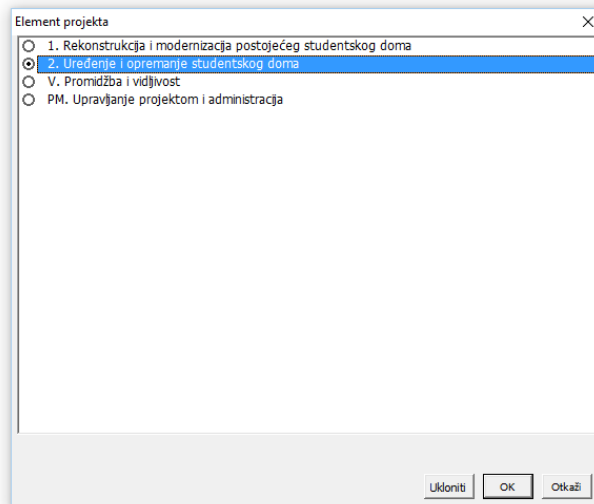 Element projekta
1. Rekonstrukcija i modernizacija postojećeg studentskog doma
2. Uređenje i opremanje studentskog doma
V. Promidžba i vidljivost
PM. Upravljanje projektom i administracija
Ukloniti OK Otkaži